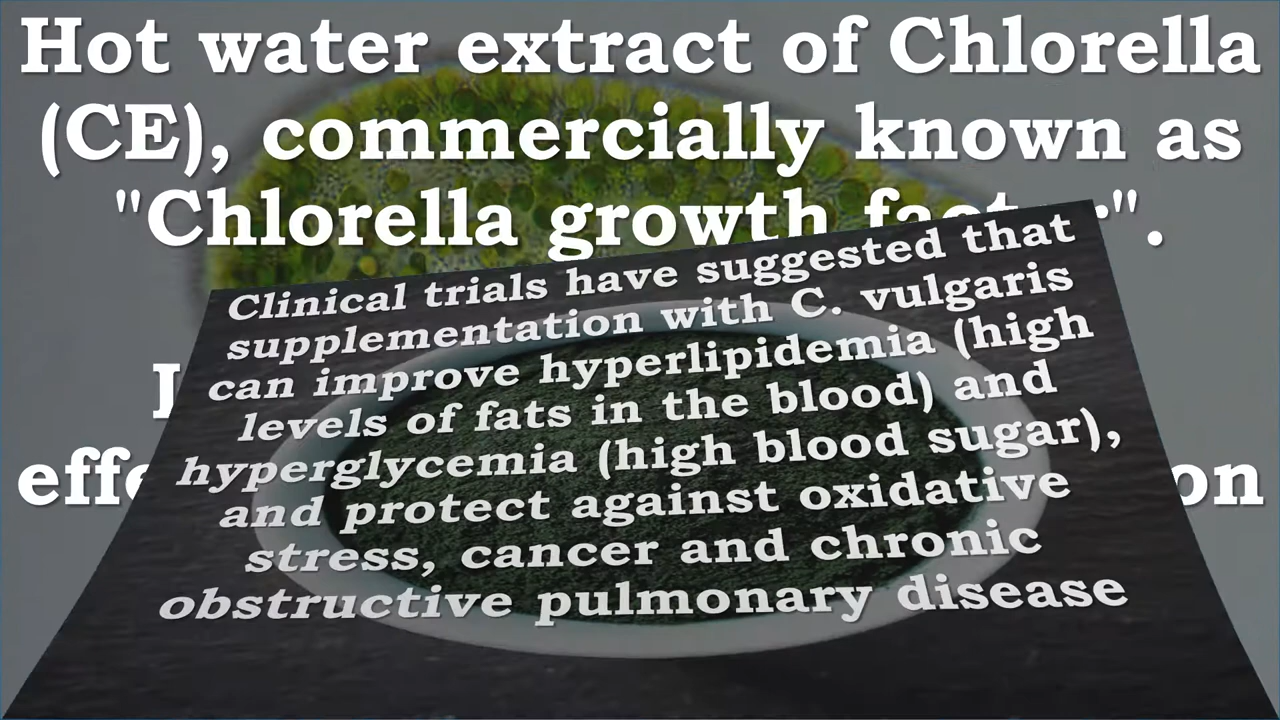 Hot water extract of Chlorella
(CE), commercially known as
"Chlorella growth
Clinical trials have suggested that
supplementation with C. vulgaris
can improve hyperlipidemia (high
levels of fats in the blood) and
hyperglycemia (high blood sugar),
and protect against oxidative
stress, cancer and chronic
obstructive pulmonary disease